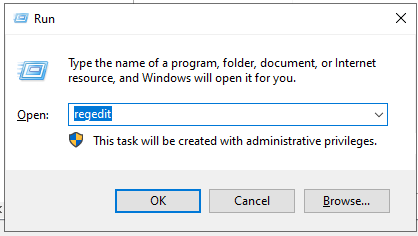 Run
Type the name of a program, folder, document, or Internet
resource, and Windows will open it for you.
Open: regedit
This task will be created with administrative privileges.
OK Cancel Browse...